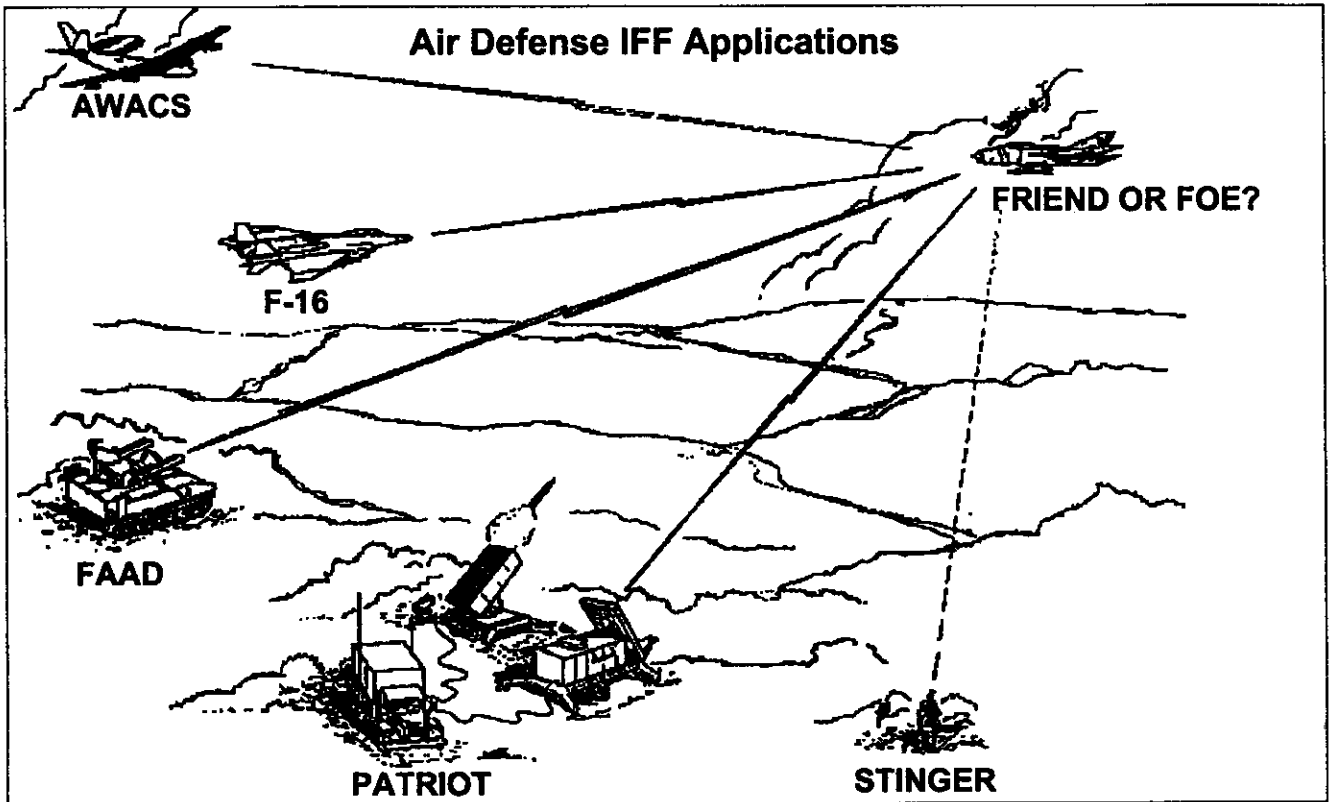 Air Defense IFF Applications
AWACS
FRIEND OR FOE?
F-16
FAAD
PATRIOT
STINGER